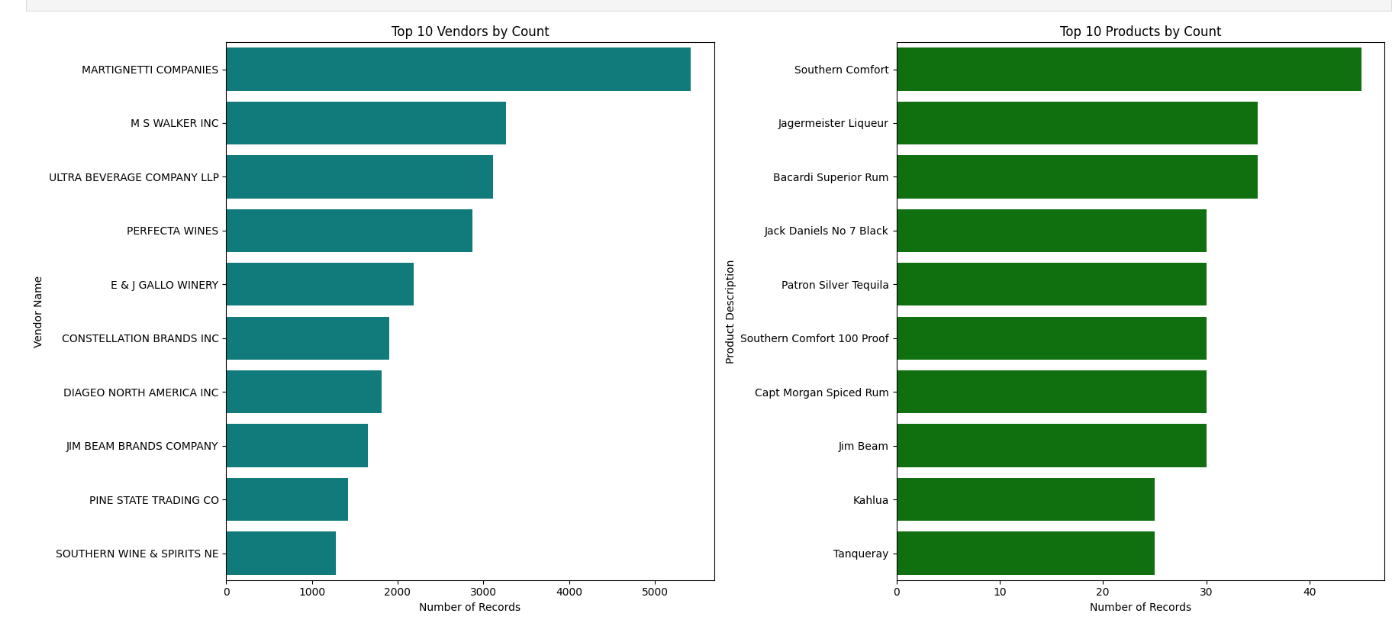 Top 10 Vendors by Count
Vendor Name
MARTIGNETTI COMPANIES
M S WALKER INC
ULTRA BEVERAGE COMPANY LLP
PERFECTA WINES
E & J GALLO WINERY
CONSTELLATION BRANDS INC
DIAGEO NORTH AMERICA INC
JIM BEAM BRANDS COMPANY
PINE STATE TRADING CO
SOUTHERN WINE & SPIRITS NE
0 1000 2000 3000 4000 5000
Number of Records
Top 10 Products by Count
Product Description
Southern Comfort
Jagermeister Liqueur
Bacardi Superior Rum
Jack Daniels No 7 Black
Patron Silver Tequila
Southern Comfort 100 Proof
Capt Morgan Spiced Rum
Jim Beam
Kahlua
Tanqueray
0 10 20 30 40
Number of Records